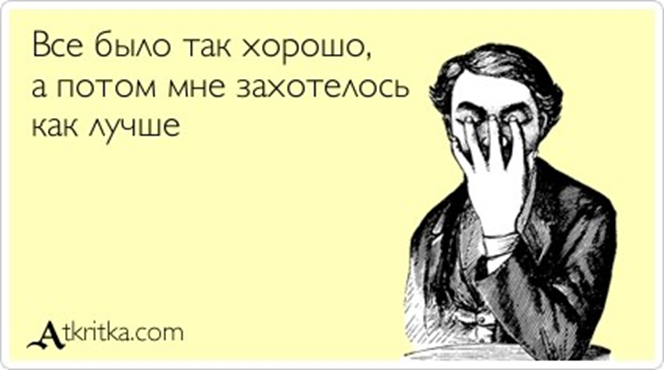 Все было так хорошо,
а потом мне захотелось
как лучше
Atkritka.com